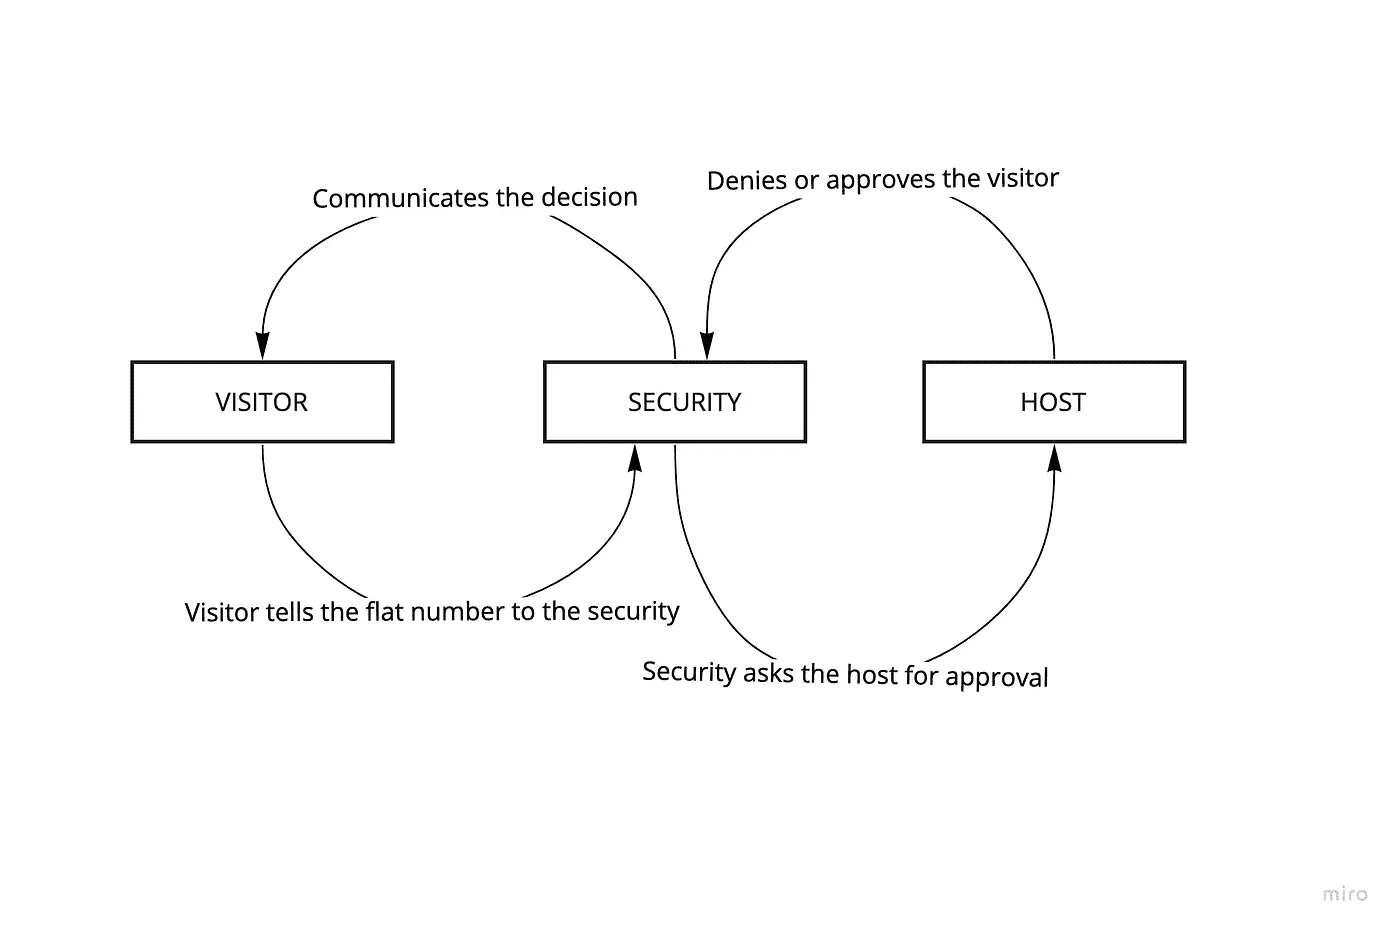 Communicates the decision
Denies or approves the visitor
VISITOR
SECURITY
HOST
Visitor tells the flat number to the security
Security asks the host for approval
miro